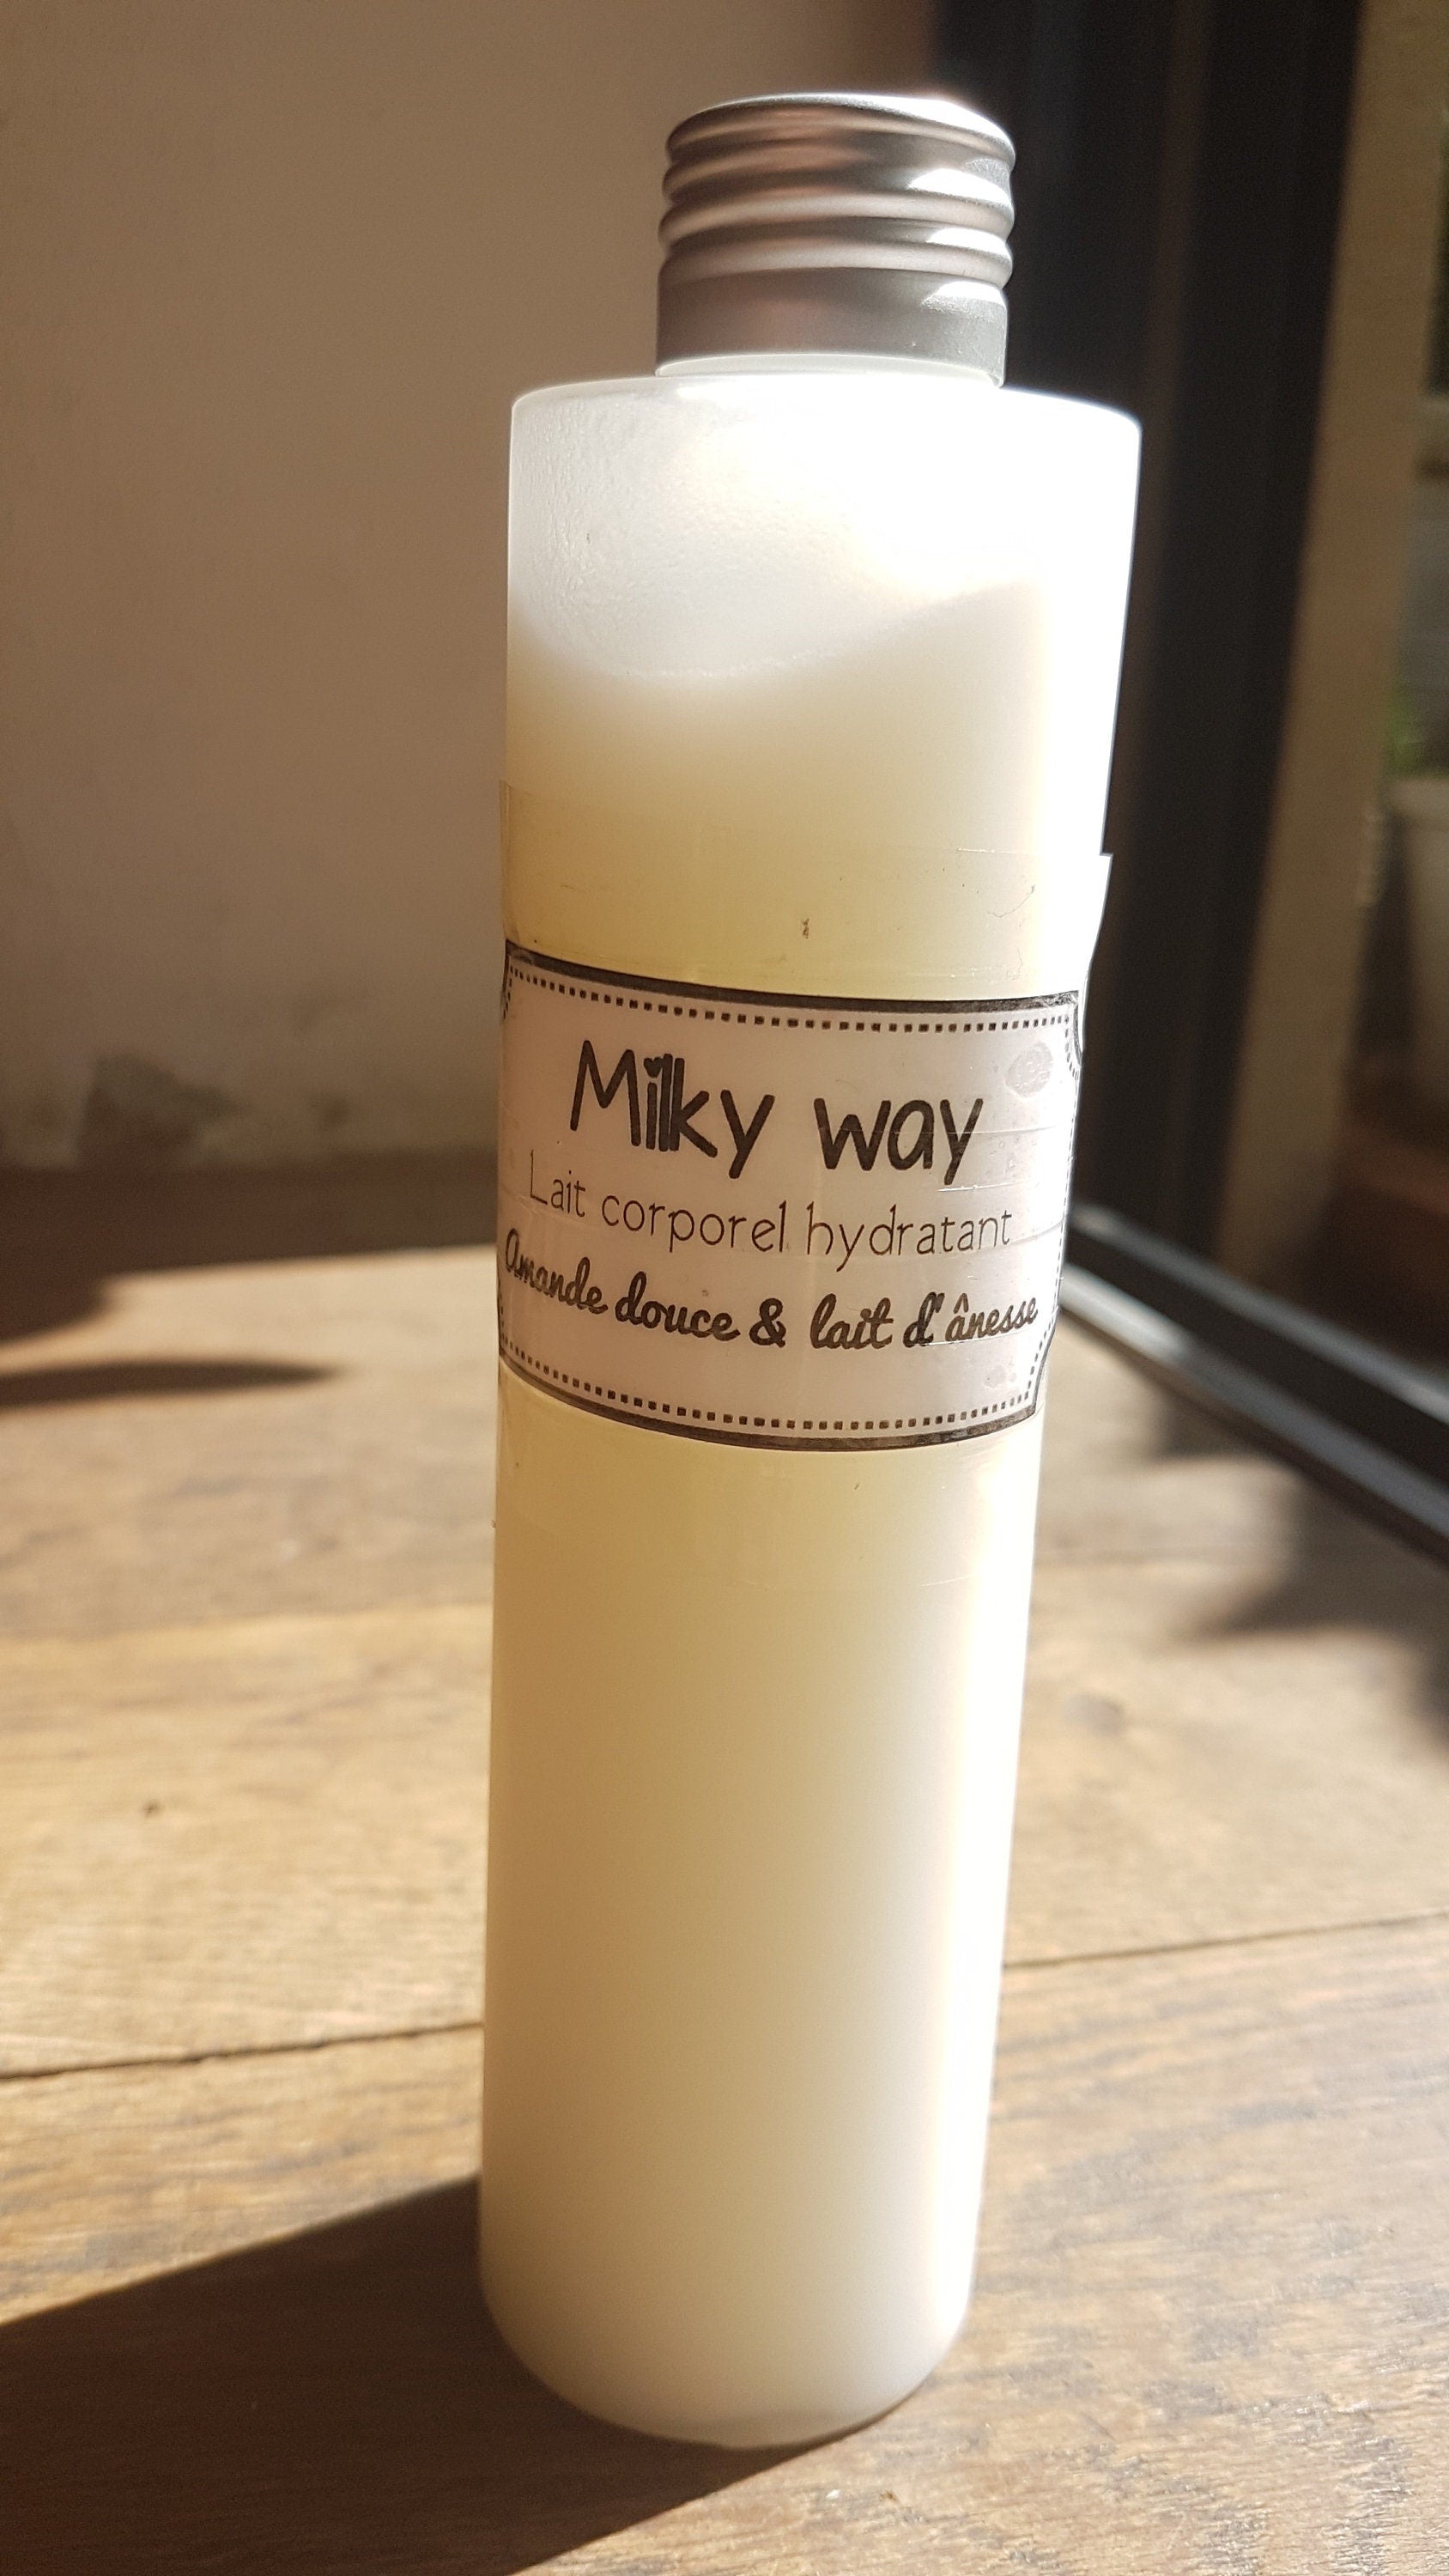 Milky way
Lait corporel hydratant
Amande douce & lait d'ânesse